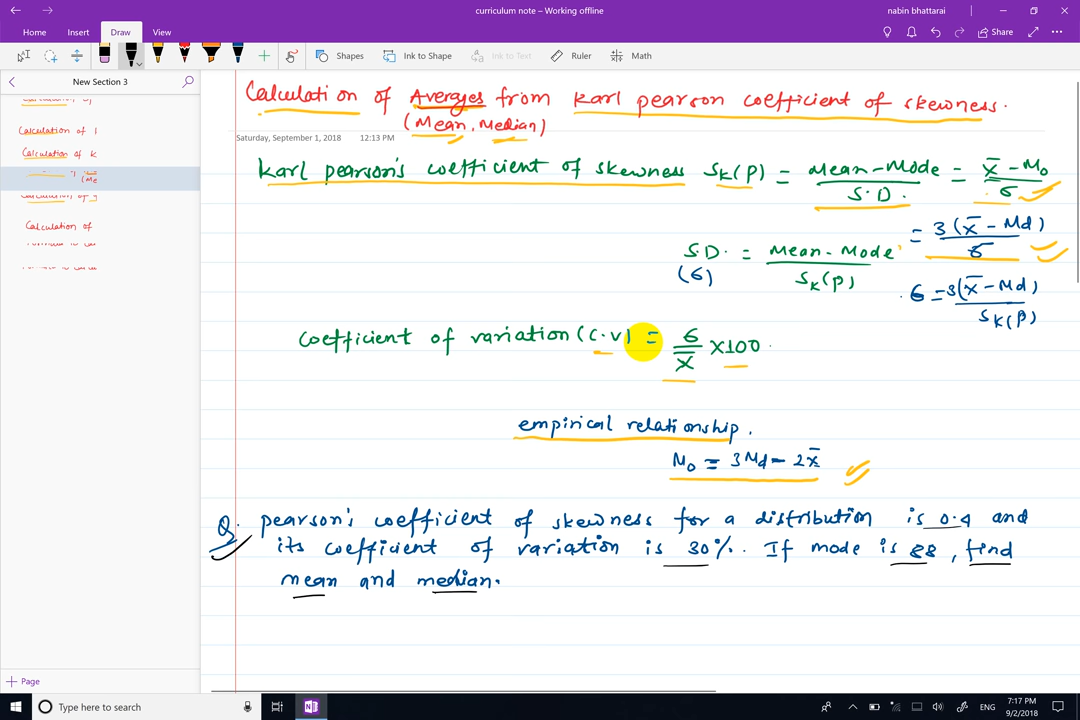 curriculum note – Working offline
nabin bhattarai
Home
Insert
Draw
View
Share
Shapes
Ink to Shape
Ink to Text
Ruler
Math
New Section 3
Calculation of Averages from Karl pearson coefficient of skewness.
(Mean, Median)
Saturday, September 1, 2018 12:13 PM
Calculation of
Calculation of K
(Me
Calculation of
Karl pearson's coefficient of skewness Sk(P) = Mean-Mode / S.D. = x̄ - Mo / σ
= 3(x̄ - Md) / σ
S.D. (σ) = Mean-Mode / Sk(P)
σ = 3(x̄ - Md) / Sk(P)
coefficient of variation (C.V) = σ / x̄ ×100
empirical relationship.
Mo = 3Md - 2x̄
Q. pearson's coefficient of skewness for a distribution is 0.4 and
its coefficient of variation is 30%. If mode is 88, find
mean and median.
+ Page
Type here to search
7:17 PM
9/2/2018